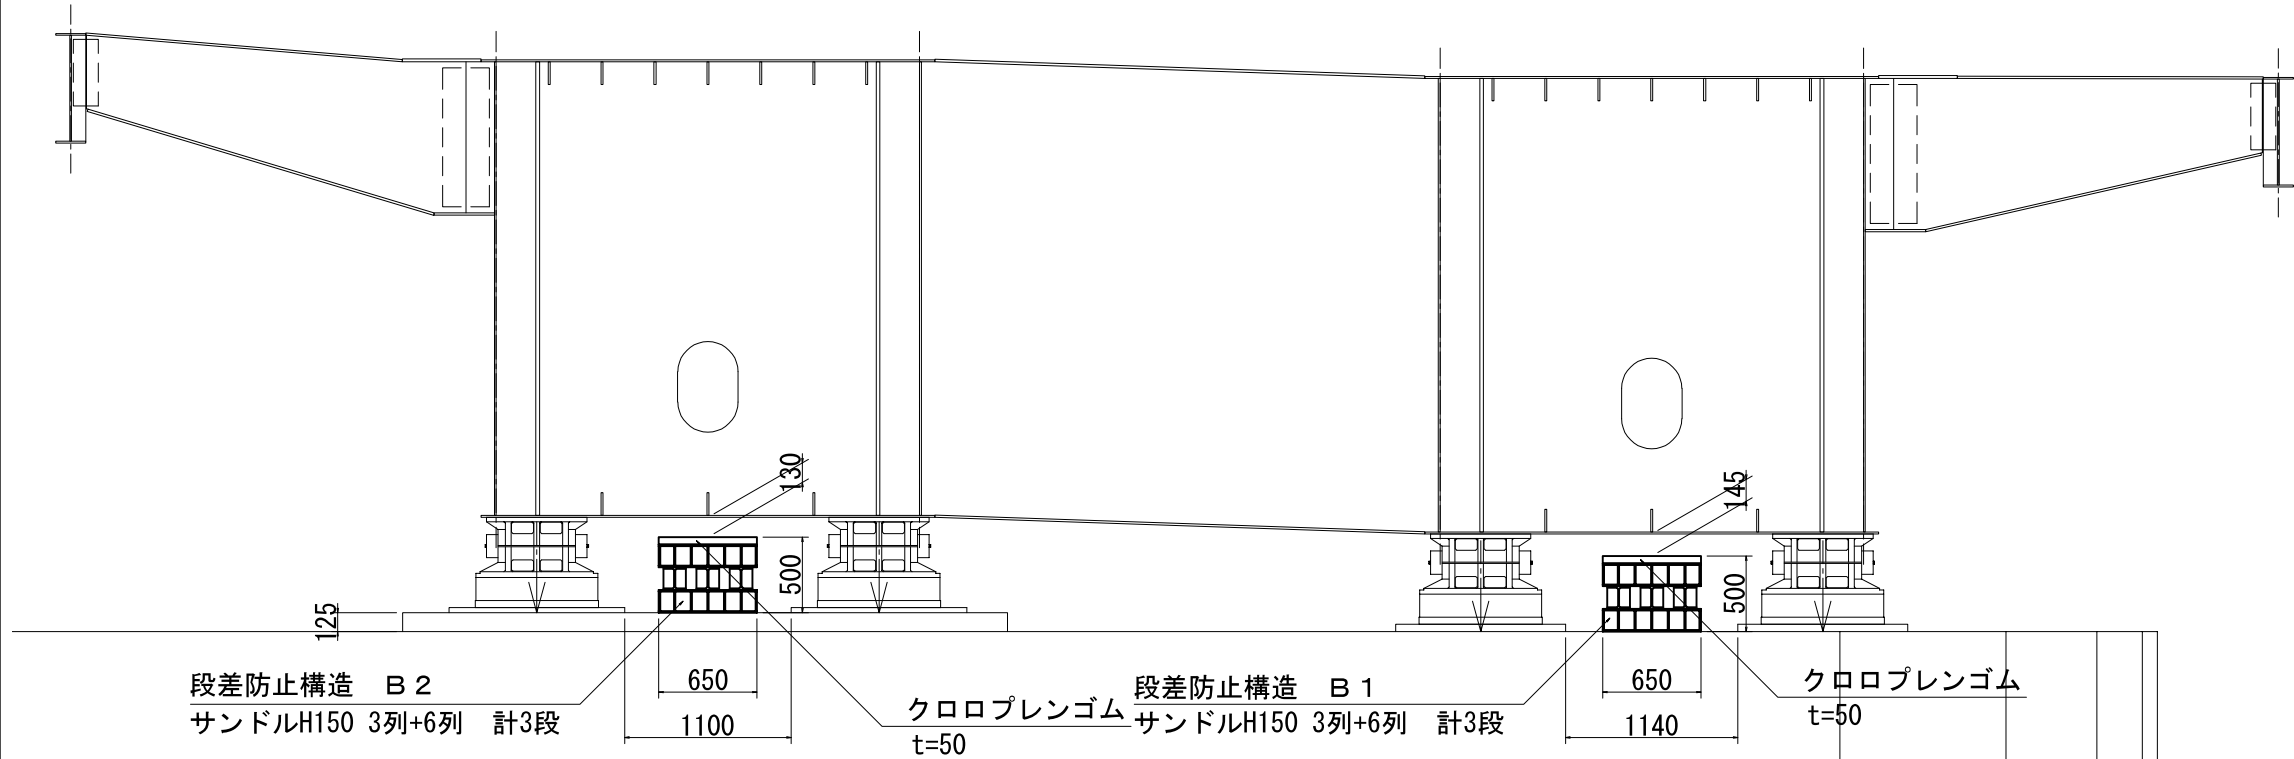 130
145
500
500
125
650
650
1100
1140
段差防止構造　B2
サンドルH150 3列+6列　計3段
クロロプレンゴム
t=50
段差防止構造　B1
サンドルH150 3列+6列　計3段
クロロプレンゴム
t=50